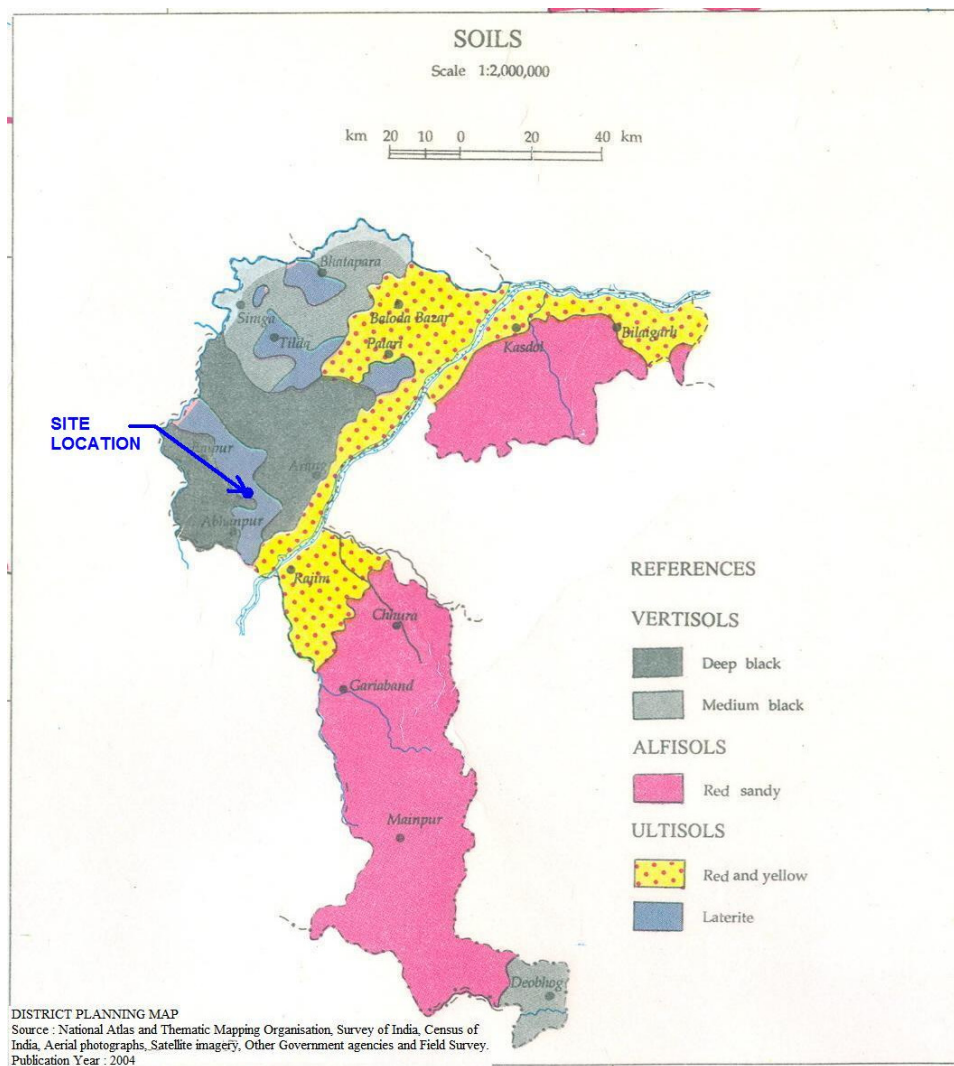 SOILS
Scale 1:2,000,000
km 20 10 0 20 40 km
Bhatapara
Simga
Baloda Bazar
Tilda
Palari
Kasdol
Bilaigarh
SITE
LOCATION
Raipur
Arang
Abhanpur
Rajim
Chhura
Gariaband
Mainpur
Deobhog
REFERENCES
VERTISOLS
Deep black
Medium black
ALFISOLS
Red sandy
ULTISOLS
Red and yellow
Laterite
DISTRICT PLANNING MAP
Source : National Atlas and Thematic Mapping Organisation, Survey of India, Census of
India, Aerial photographs, Satellite imagery, Other Government agencies and Field Survey.
Publication Year : 2004